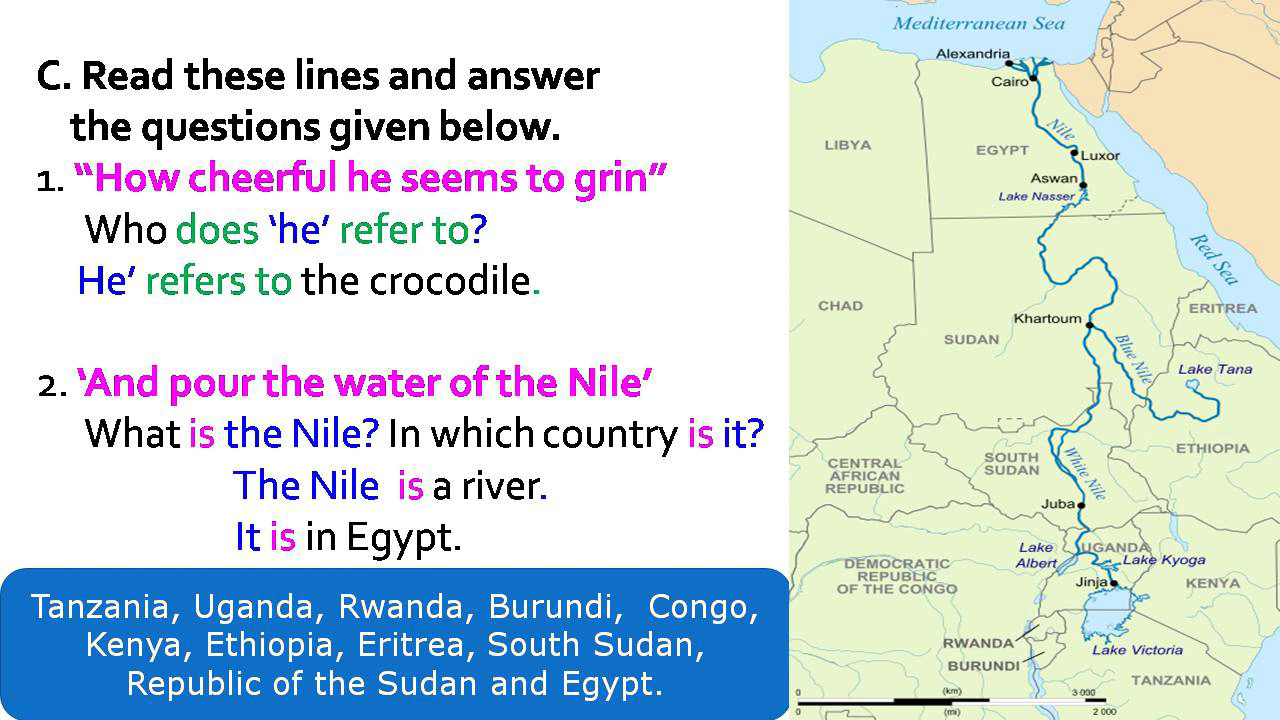 C. Read these lines and answer
the questions given below.
1. “How cheerful he seems to grin”
Who does ‘he’ refer to?
He’ refers to the crocodile.
2. ‘And pour the water of the Nile’
What is the Nile? In which country is it?
The Nile is a river.
It is in Egypt.
Tanzania, Uganda, Rwanda, Burundi, Congo,
Kenya, Ethiopia, Eritrea, South Sudan,
Republic of the Sudan and Egypt.
Mediterranean Sea
Alexandria
Cairo
Nile
LIBYA
EGYPT
Luxor
Aswan
Lake Nasser
Red Sea
CHAD
ERITREA
Khartoum
SUDAN
Blue Nile
Lake Tana
ETHIOPIA
CENTRAL
AFRICAN
REPUBLIC
SOUTH
SUDAN
White Nile
Juba
Lake
Albert
UGANDA
Lake Kyoga
DEMOCRATIC
REPUBLIC
OF THE CONGO
Jinja
KENYA
RWANDA
BURUNDI
Lake Victoria
TANZANIA
0 (km) 3 000
0 (mi) 2 000